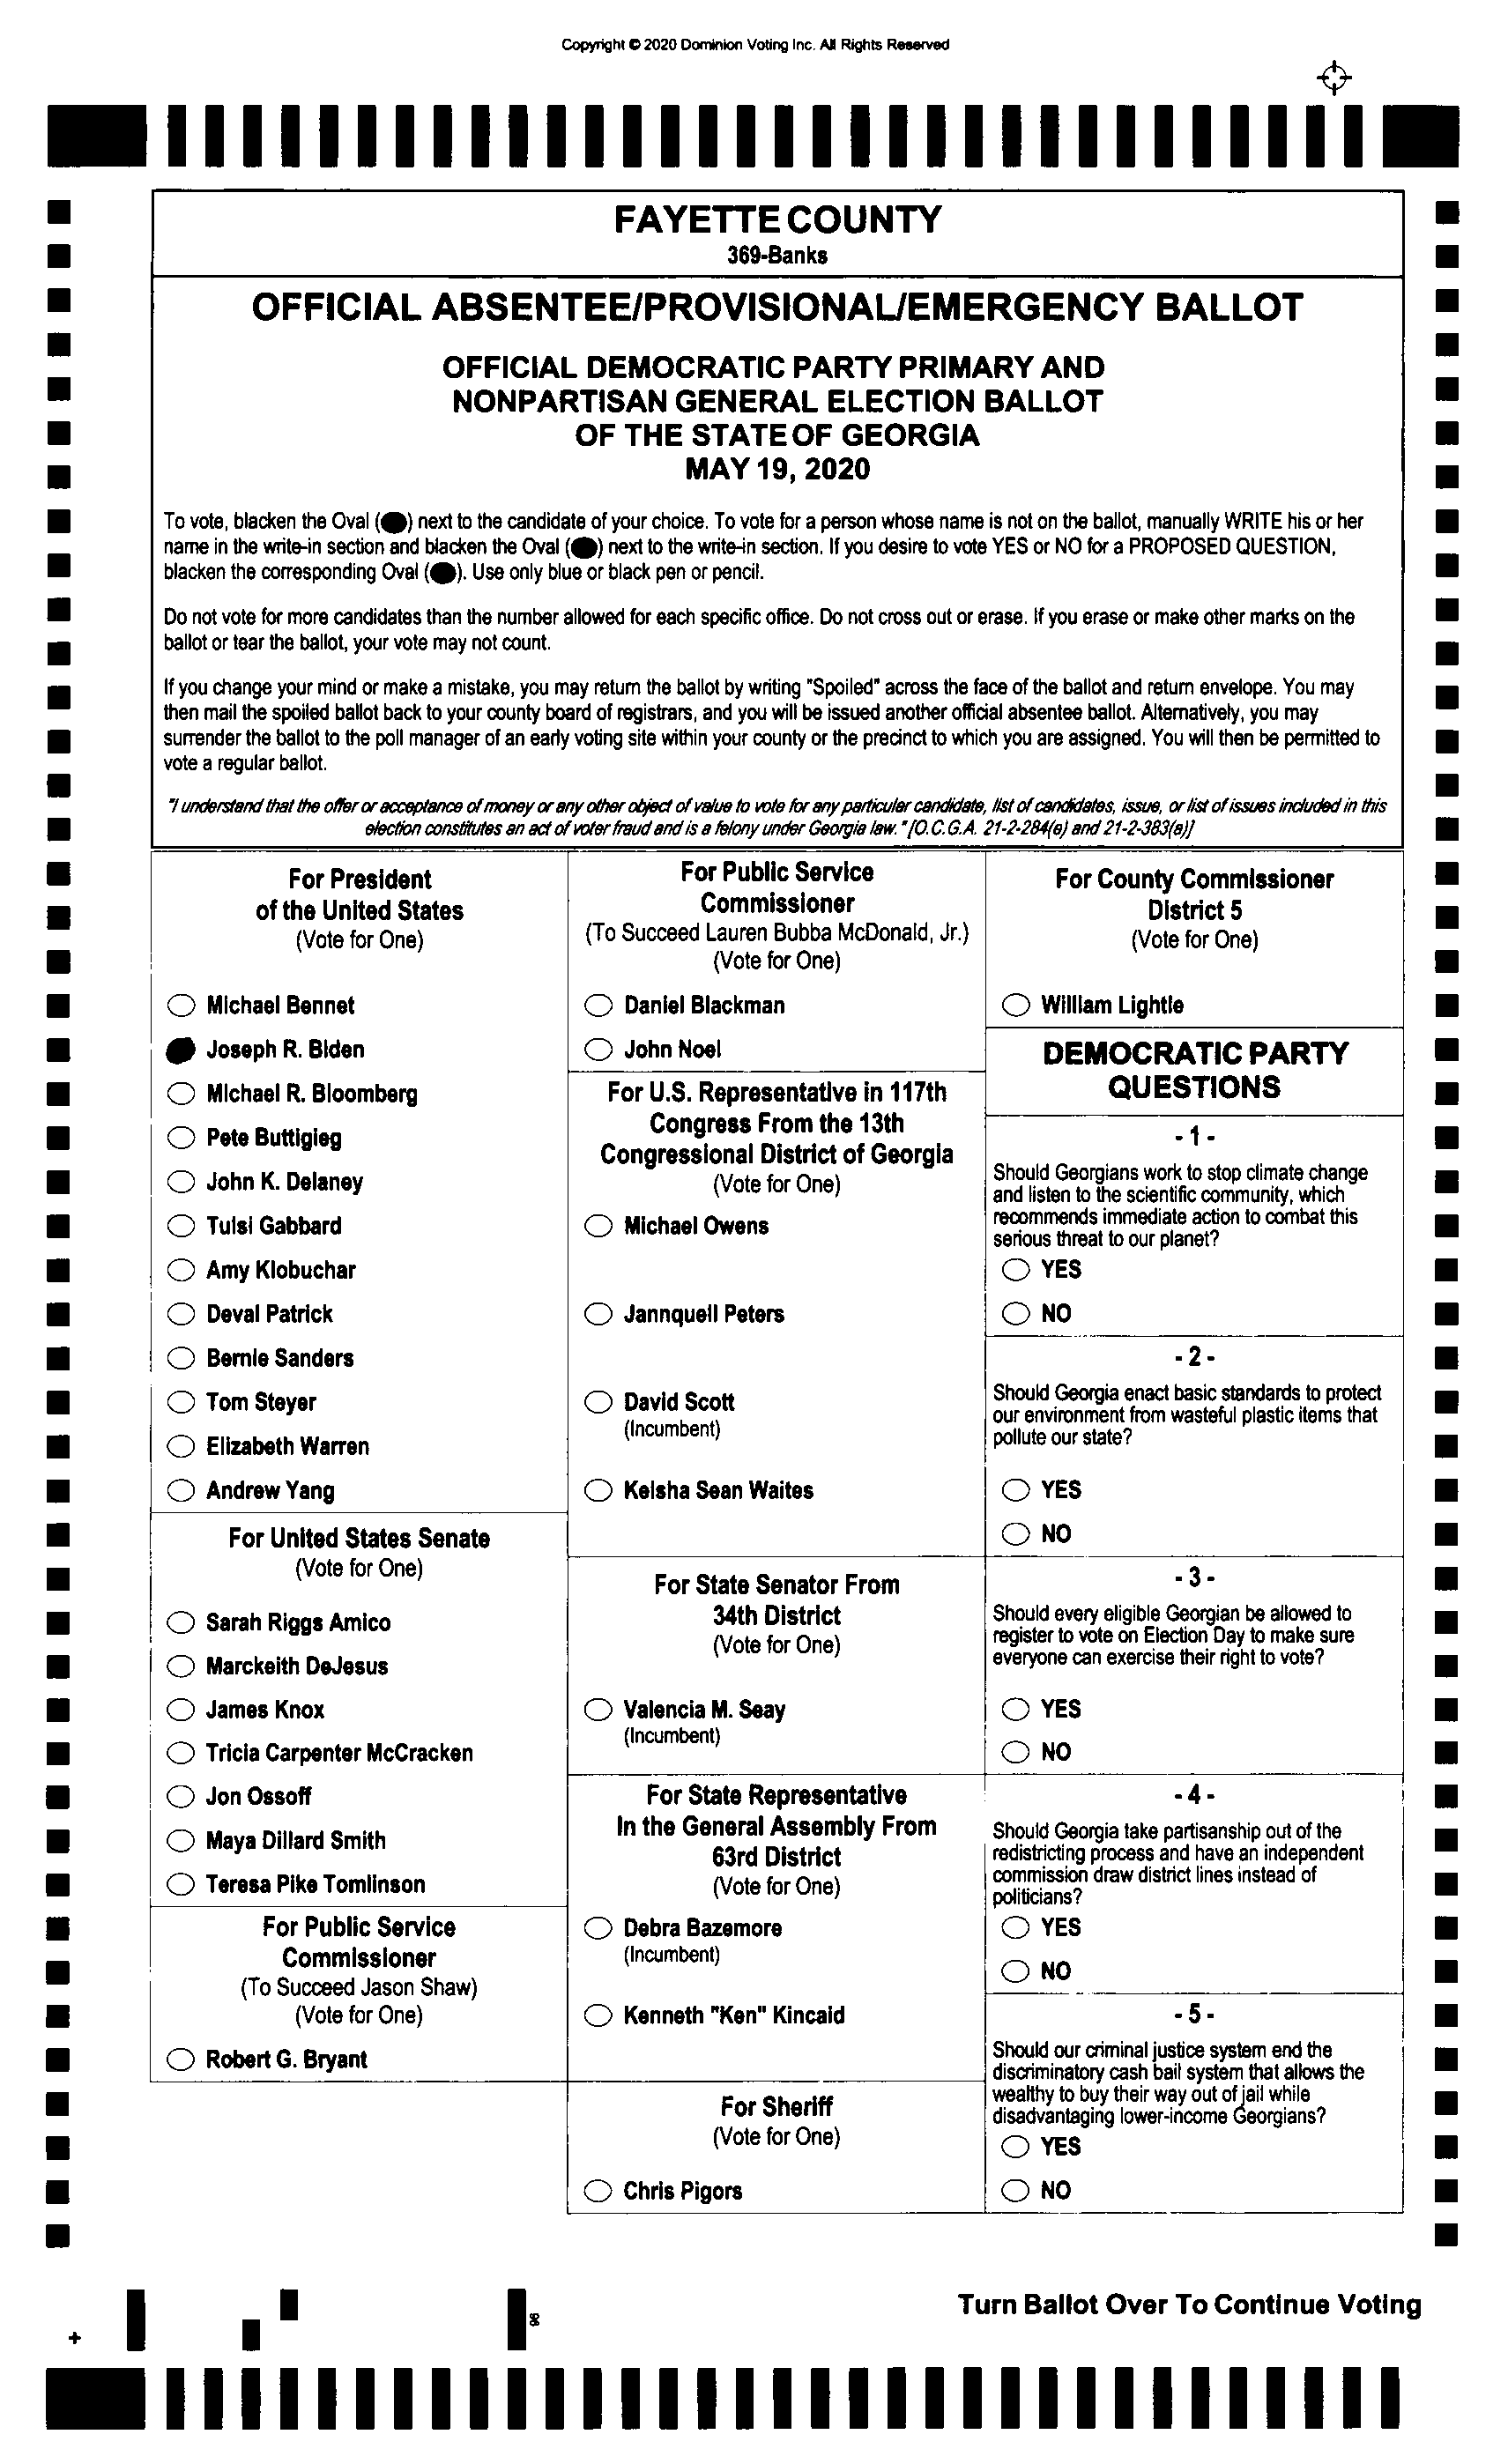 Copyright © 2020 Dominion Voting Inc. All Rights Reserved
FAYETTE COUNTY
369-Banks
OFFICIAL ABSENTEE/PROVISIONAL/EMERGENCY BALLOT
OFFICIAL DEMOCRATIC PARTY PRIMARY AND
NONPARTISAN GENERAL ELECTION BALLOT
OF THE STATE OF GEORGIA
MAY 19, 2020
To vote, blacken the Oval ( ) next to the candidate of your choice. To vote for a person whose name is not on the ballot, manually WRITE his or her
name in the write-in section and blacken the Oval ( ) next to the write-in section. If you desire to vote YES or NO for a PROPOSED QUESTION,
blacken the corresponding Oval ( ). Use only blue or black pen or pencil.
Do not vote for more candidates than the number allowed for each specific office. Do not cross out or erase. If you erase or make other marks on the
ballot or tear the ballot, your vote may not count.
If you change your mind or make a mistake, you may return the ballot by writing "Spoiled" across the face of the ballot and return envelope. You may
then mail the spoiled ballot back to your county board of registrars, and you will be issued another official absentee ballot. Alternatively, you may
surrender the ballot to the poll manager of an early voting site within your county or the precinct to which you are assigned. You will then be permitted to
vote a regular ballot.
"I understand that the offer or acceptance of money or any other object of value to vote for any particular candidate, list of candidates, issue, or list of issues included in this
election constitutes an act of voter fraud and is a felony under Georgia law." [O.C.G.A. 21-2-284(e) and 21-2-383(a)]
For President
of the United States
(Vote for One)
Michael Bennet
Joseph R. Biden
Michael R. Bloomberg
Pete Buttigieg
John K. Delaney
Tulsi Gabbard
Amy Klobuchar
Deval Patrick
Bernie Sanders
Tom Steyer
Elizabeth Warren
Andrew Yang
For United States Senate
(Vote for One)
Sarah Riggs Amico
Marckeith DeJesus
James Knox
Tricia Carpenter McCracken
Jon Ossoff
Maya Dillard Smith
Teresa Pike Tomlinson
For Public Service
Commissioner
(To Succeed Jason Shaw)
(Vote for One)
Robert G. Bryant
For Public Service
Commissioner
(To Succeed Lauren Bubba McDonald, Jr.)
(Vote for One)
Daniel Blackman
John Noel
For U.S. Representative in 117th
Congress From the 13th
Congressional District of Georgia
(Vote for One)
Michael Owens
Jannquell Peters
David Scott
(Incumbent)
Keisha Sean Waites
For State Senator From
34th District
(Vote for One)
Valencia M. Seay
(Incumbent)
For State Representative
In the General Assembly From
63rd District
(Vote for One)
Debra Bazemore
(Incumbent)
Kenneth "Ken" Kincaid
For Sheriff
(Vote for One)
Chris Pigors
For County Commissioner
District 5
(Vote for One)
William Lightle
DEMOCRATIC PARTY
QUESTIONS
- 1 -
Should Georgians work to stop climate change
and listen to the scientific community, which
recommends immediate action to combat this
serious threat to our planet?
YES
NO
- 2 -
Should Georgia enact basic standards to protect
our environment from wasteful plastic items that
pollute our state?
YES
NO
- 3 -
Should every eligible Georgian be allowed to
register to vote on Election Day to make sure
everyone can exercise their right to vote?
YES
NO
- 4 -
Should Georgia take partisanship out of the
redistricting process and have an independent
commission draw district lines instead of
politicians?
YES
NO
- 5 -
Should our criminal justice system end the
discriminatory cash bail system that allows the
wealthy to buy their way out of jail while
disadvantaging lower-income Georgians?
YES
NO
Turn Ballot Over To Continue Voting